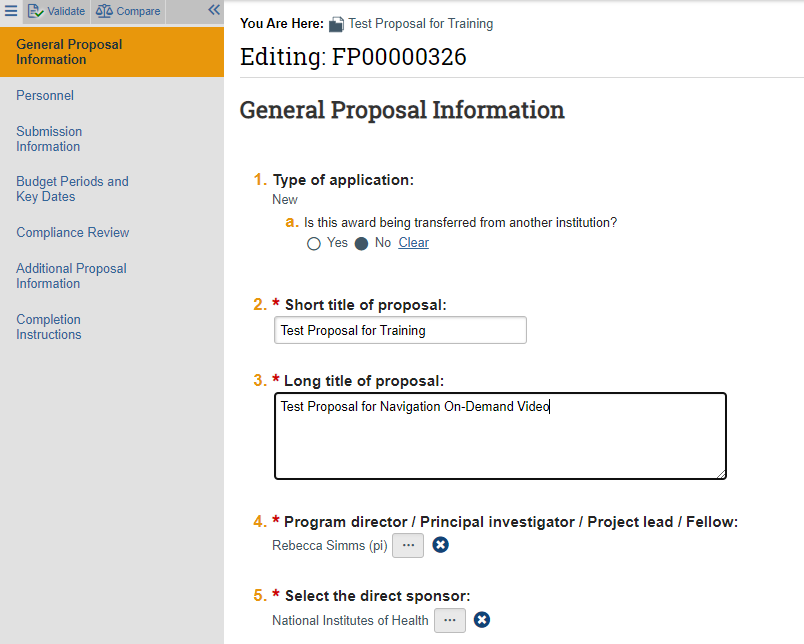 Validate Compare
General Proposal
Information
Personnel
Submission
Information
Budget Periods and
Key Dates
Compliance Review
Additional Proposal
Information
Completion
Instructions
You Are Here: Test Proposal for Training
Editing: FP00000326
General Proposal Information
1. Type of application:
New
a. Is this award being transferred from another institution?
Yes No Clear
2. * Short title of proposal:
Test Proposal for Training
3. * Long title of proposal:
Test Proposal for Navigation On-Demand Video
4. * Program director / Principal investigator / Project lead / Fellow:
Rebecca Simms (pi) ...
5. * Select the direct sponsor:
National Institutes of Health ...